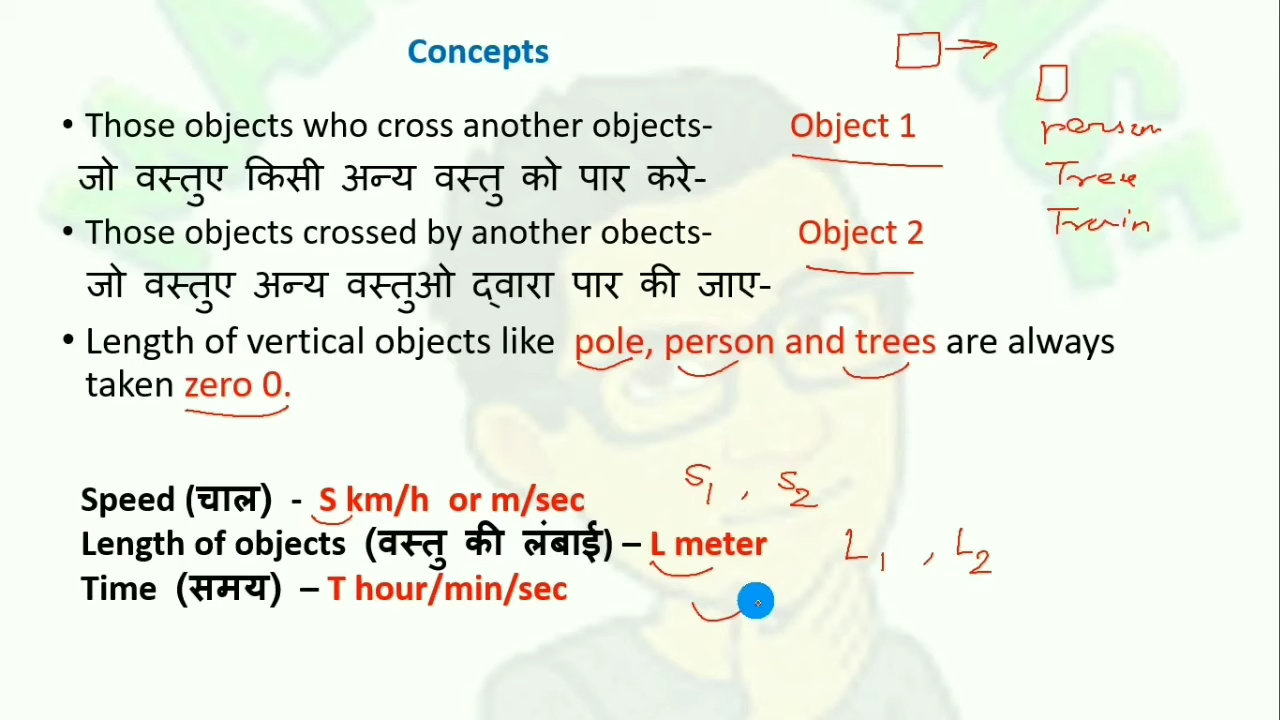 Concepts
• Those objects who cross another objects- Object 1
जो वस्तुए किसी अन्य वस्तु को पार करे-
• Those objects crossed by another obects- Object 2
जो वस्तुए अन्य वस्तुओ द्वारा पार की जाए-
• Length of vertical objects like pole, person and trees are always
taken zero 0.
Speed (चाल) - S km/h or m/sec
Length of objects (वस्तु की लंबाई) – L meter
Time (समय) – T hour/min/sec
person
Tree
Train
S1 , S2
L1 , L2